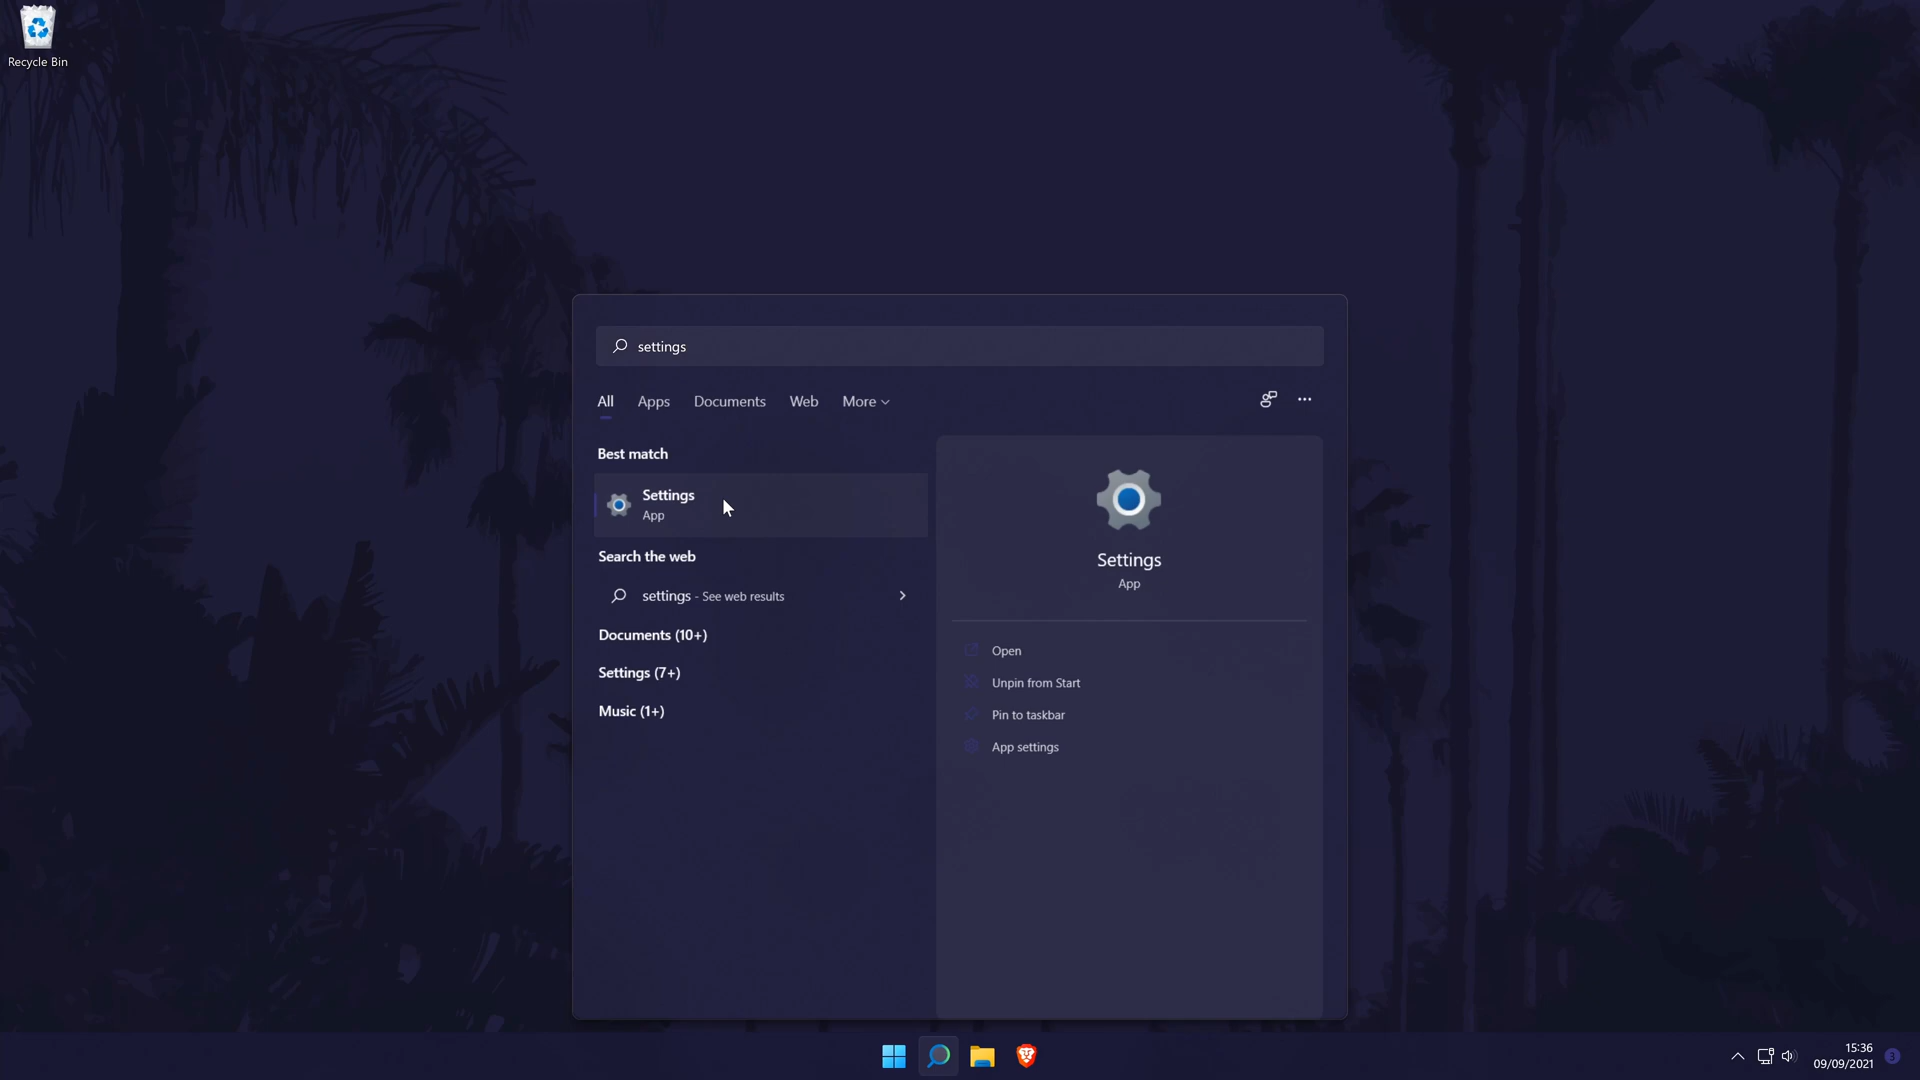 Recycle Bin
settings
All Apps Documents Web More
Best match
Settings
App
Search the web
settings - See web results
Documents (10+)
Settings (7+)
Music (1+)
Settings
App
Open
Unpin from Start
Pin to taskbar
App settings
15:36
09/09/2021
3